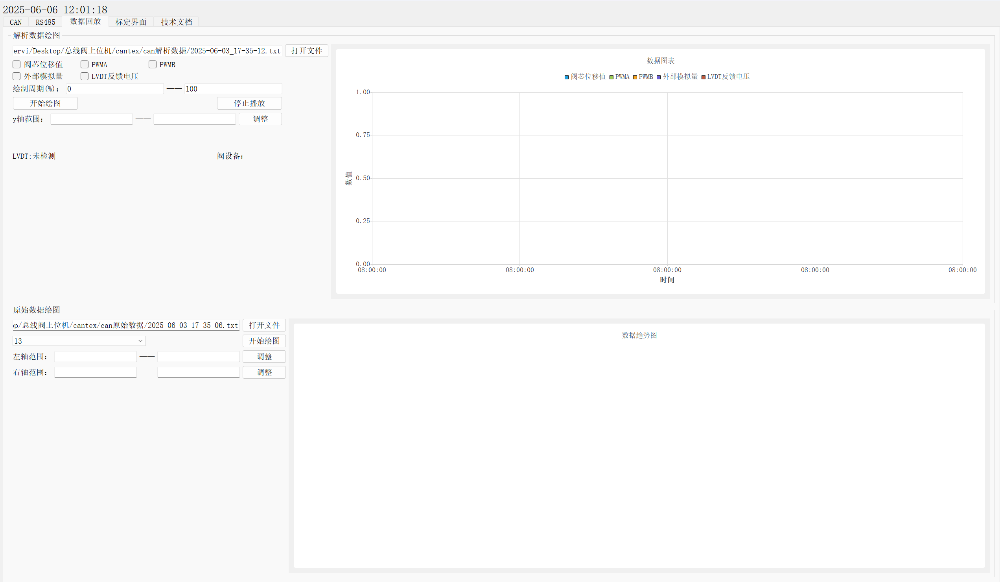 2025-06-06 12:01:18
CAN RS485 数据回放 标定界面 技术文档
解析数据绘图
ervi/Desktop/总线阀上位机/cantex/can解析数据/2025-06-03_17-35-12.txt 打开文件
阀芯位移值 PWMA PWMB
外部模拟量 LVDT反馈电压
绘制周期(%): 0 —— 100
开始绘图 停止播放
y轴范围: —— 调整
LVDT:未检测 阀设备:
数据图表
阀芯位移值 PWMA PWMB 外部模拟量 LVDT反馈电压
1.00
0.75
0.50
0.25
0.00
数值
08:00:00 08:00:00 08:00:00 08:00:00 08:00:00
时间
原始数据绘图
op/总线阀上位机/cantex/can原始数据/2025-06-03_17-35-06.txt 打开文件
13 开始绘图
左轴范围: —— 调整
右轴范围: —— 调整
数据趋势图